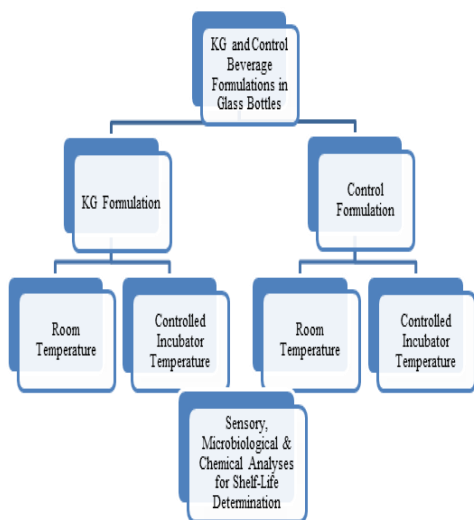 KG and Control
Beverage
Formulations in
Glass Bottles
KG Formulation
Control
Formulation
Room
Temperature
Controlled
Incubator
Temperature
Room
Temperature
Controlled
Incubator
Temperature
Sensory,
Microbiological &
Chemical Analyses
for Shelf-Life
Determination